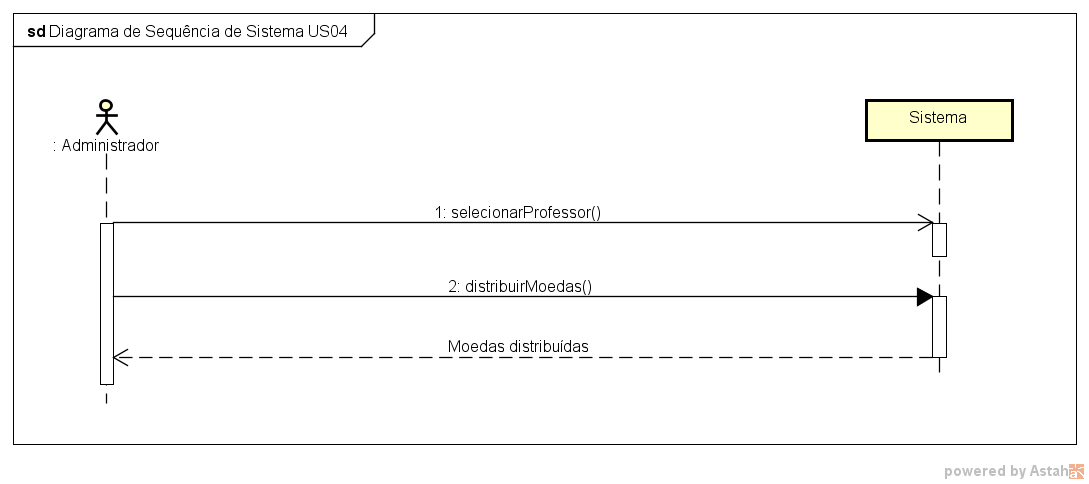 sd Diagrama de Sequência de Sistema US04
: Administrador
Sistema
1: selecionarProfessor()
2: distribuirMoedas()
Moedas distribuídas
powered by Astah